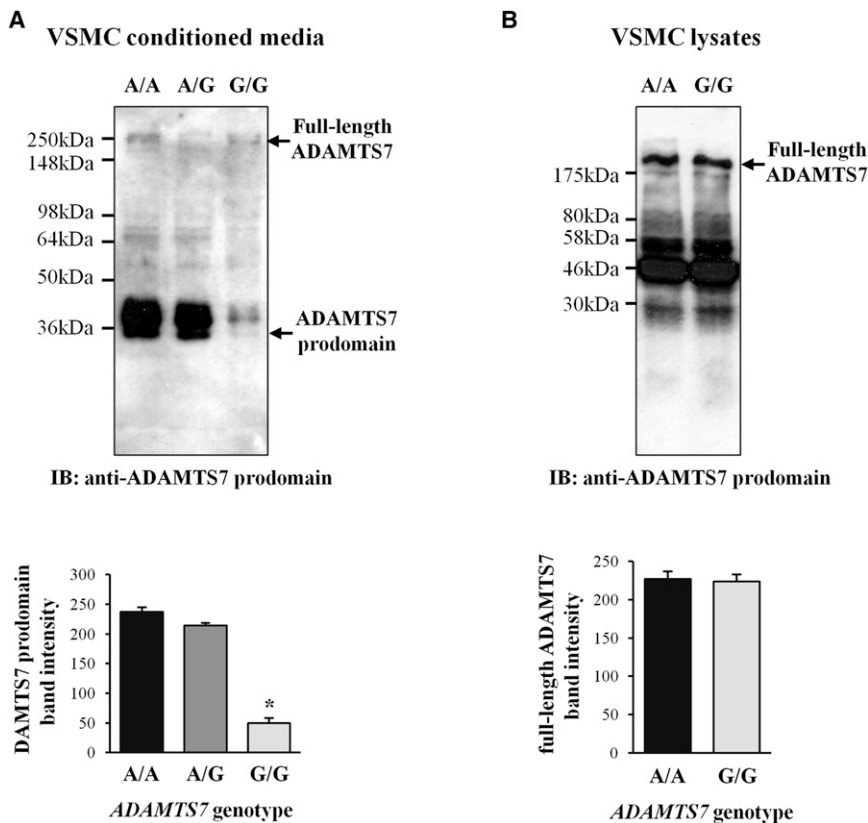 A
VSMC conditioned media
A/A A/G G/G
250kDa
148kDa
98kDa
64kDa
50kDa
36kDa
Full-length
ADAMTS7
ADAMTS7
prodomain
IB: anti-ADAMTS7 prodomain
DAMTS7 prodomain
band intensity
300
250
200
150
100
50
0
*
A/A A/G G/G
ADAMTS7 genotype
B
VSMC lysates
A/A G/G
175kDa
80kDa
58kDa
46kDa
30kDa
Full-length
ADAMTS7
IB: anti-ADAMTS7 prodomain
full-length ADAMTS7
band intensity
250
200
150
100
50
0
A/A G/G
ADAMTS7 genotype